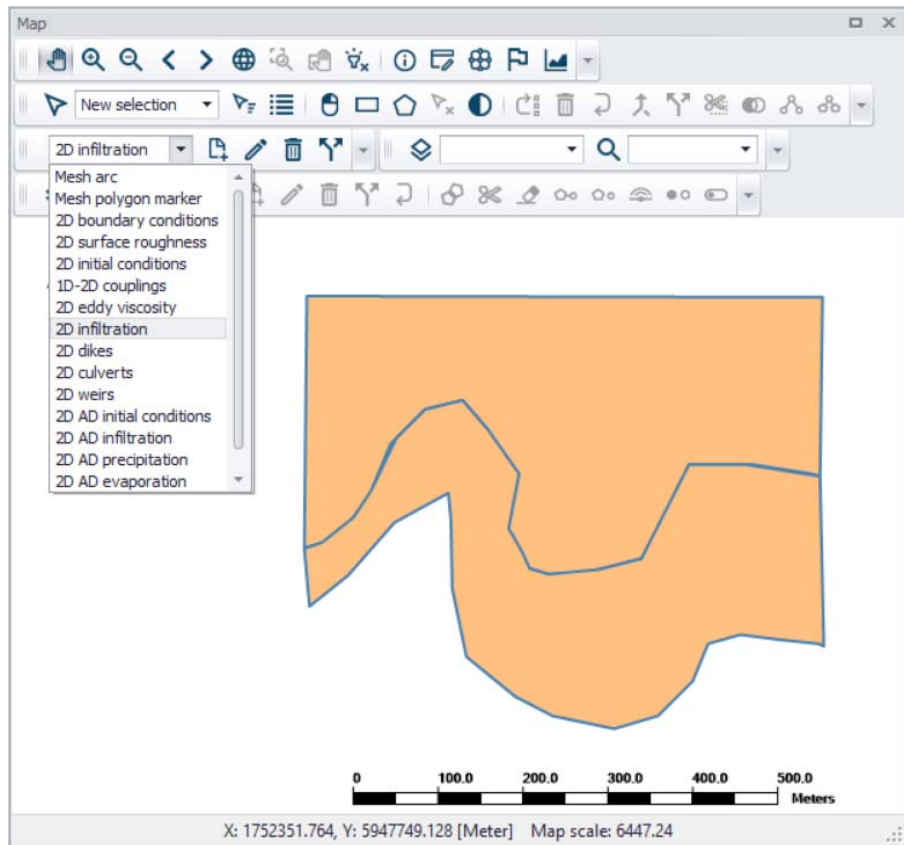 Map
New selection
2D infiltration
Mesh arc
Mesh polygon marker
2D boundary conditions
2D surface roughness
2D initial conditions
1D-2D couplings
2D eddy viscosity
2D infiltration
2D dikes
2D culverts
2D weirs
2D AD initial conditions
2D AD infiltration
2D AD precipitation
2D AD evaporation
0 100.0 200.0 300.0 400.0 500.0
Meters
X: 1752351.764, Y: 5947749.128 [Meter] Map scale: 6447.24